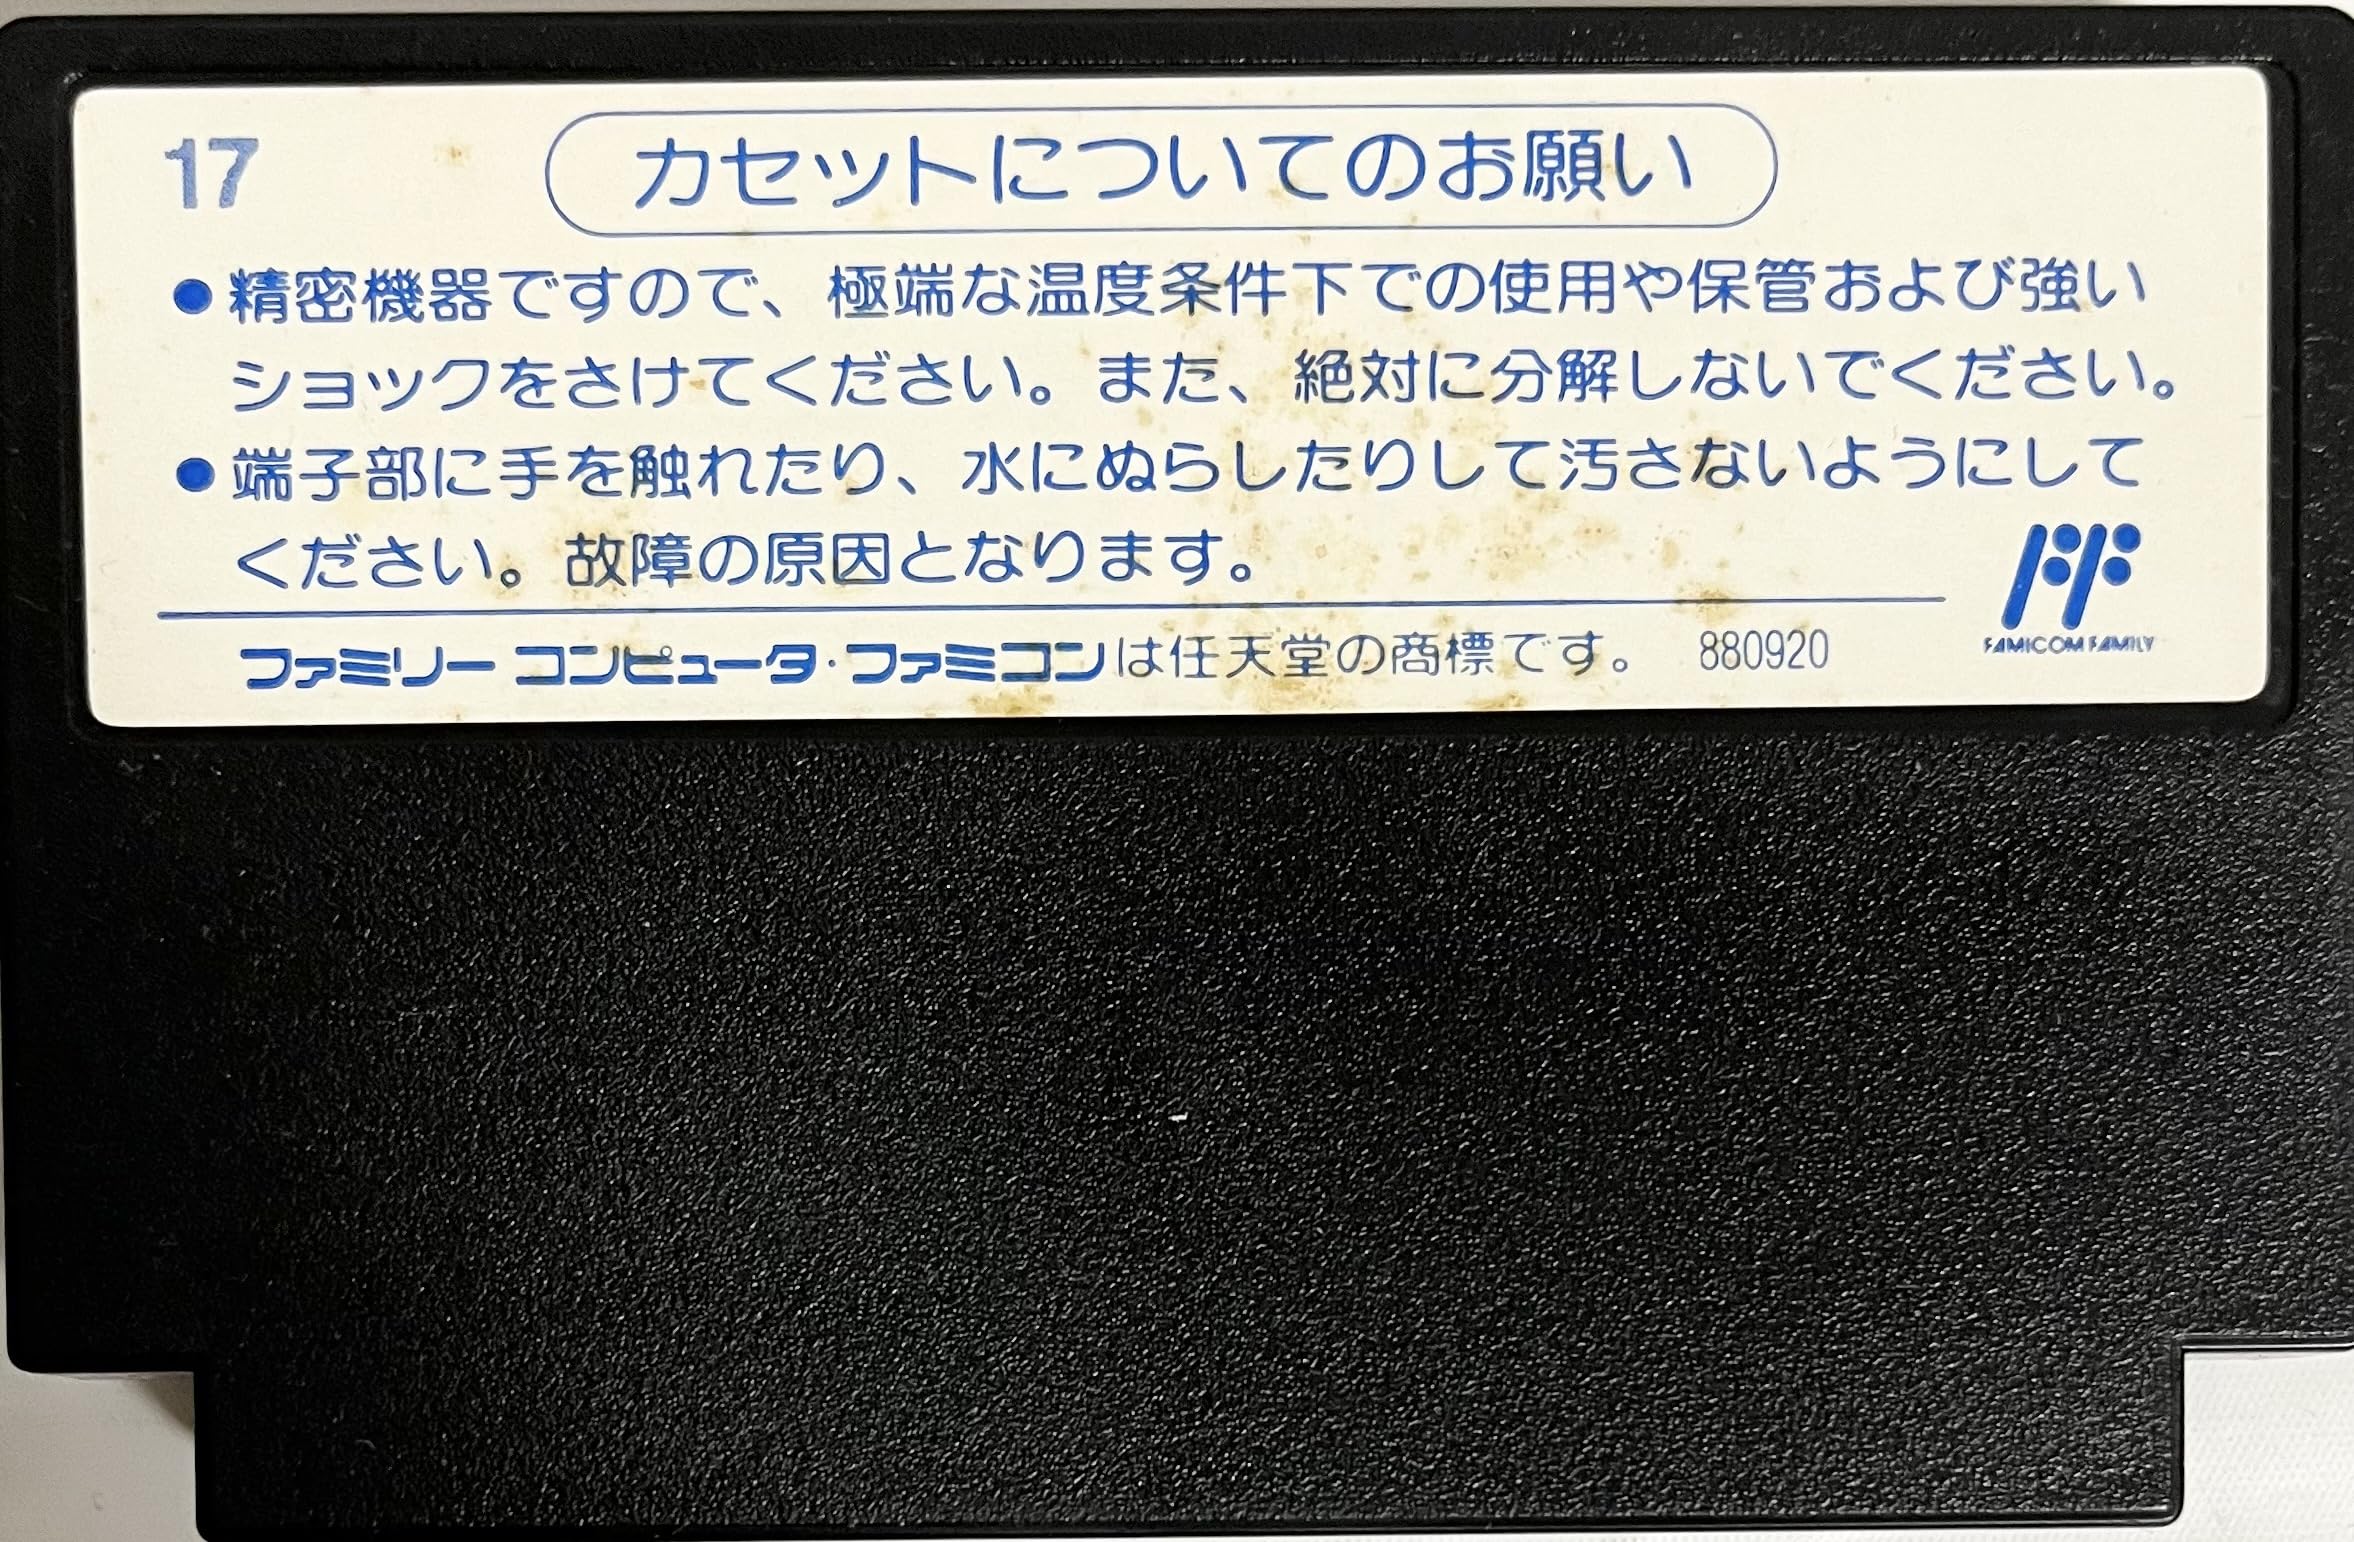 17
カセットについてのお願い
●精密機器ですので、極端な温度条件下での使用や保管および強い
ショックをさけてください。また、絶対に分解しないでください。
●端子部に手を触れたり、水にぬらしたりして汚さないようにして
ください。故障の原因となります。
ファミリーコンピュータ・ファミコンは任天堂の商標です。 880920
FF
FAMICOM FAMILY